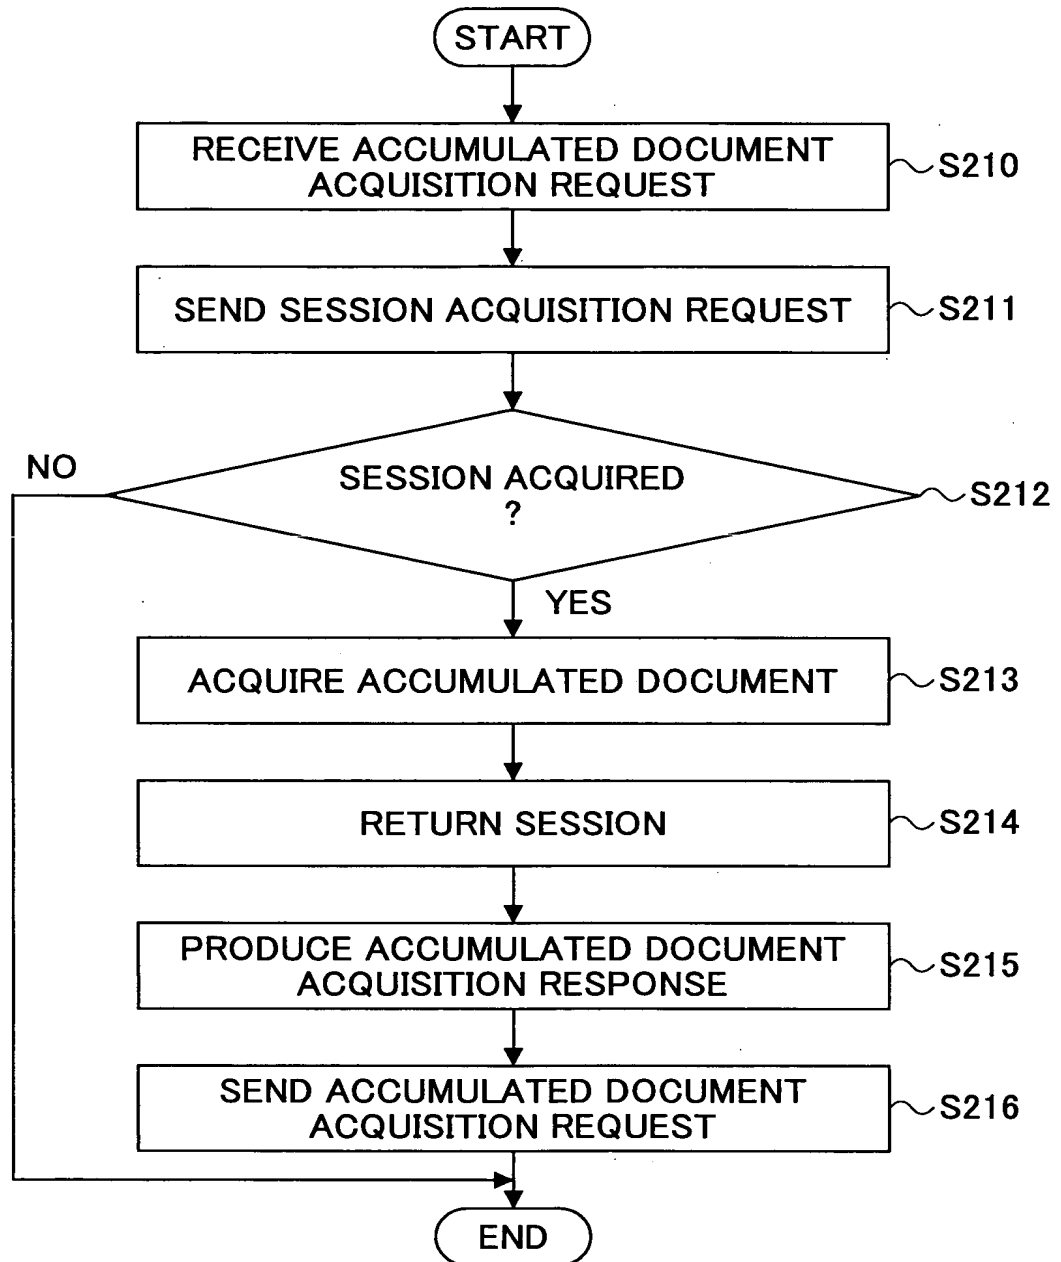 START
RECEIVE ACCUMULATED DOCUMENT
ACQUISITION REQUEST
S210
SEND SESSION ACQUISITION REQUEST
S211
NO
SESSION ACQUIRED
?
S212
YES
ACQUIRE ACCUMULATED DOCUMENT
S213
RETURN SESSION
S214
PRODUCE ACCUMULATED DOCUMENT
ACQUISITION RESPONSE
S215
SEND ACCUMULATED DOCUMENT
ACQUISITION REQUEST
S216
END